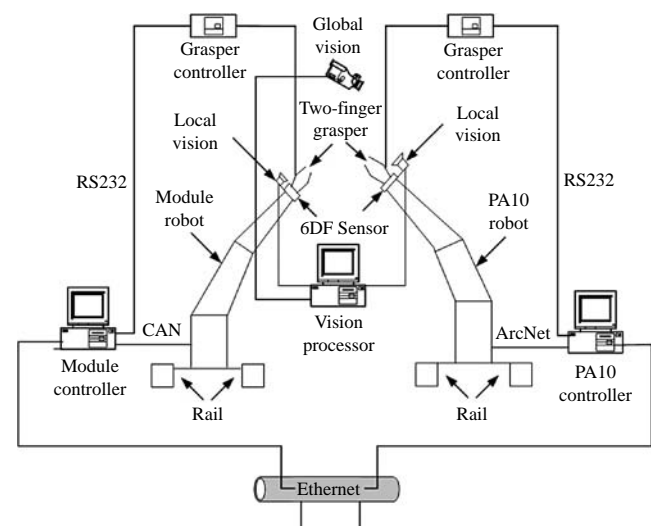 Global
vision
Grasper
controller
Grasper
controller
Two-finger
grasper
Local
vision
Local
vision
RS232
RS232
Module
robot
6DF Sensor
PA10
robot
CAN
Vision
processor
ArcNet
Module
controller
Rail
Rail
PA10
controller
Ethernet